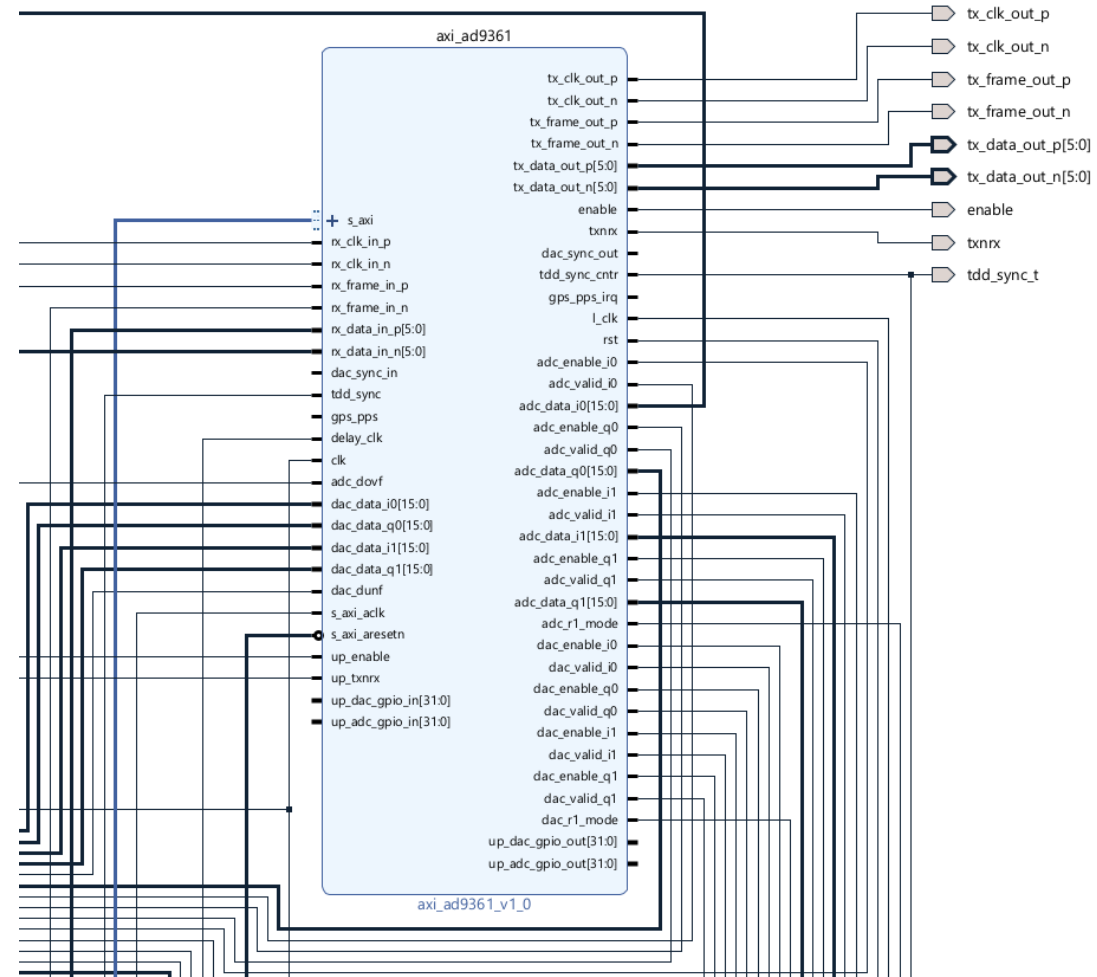 axi_ad9361
s_axi
rx_clk_in_p
rx_clk_in_n
rx_frame_in_p
rx_frame_in_n
rx_data_in_p[5:0]
rx_data_in_n[5:0]
dac_sync_in
tdd_sync
gps_pps
delay_clk
clk
adc_dovf
dac_data_i0[15:0]
dac_data_q0[15:0]
dac_data_i1[15:0]
dac_data_q1[15:0]
dac_dunf
s_axi_aclk
s_axi_aresetn
up_enable
up_txnrx
up_dac_gpio_in[31:0]
up_adc_gpio_in[31:0]
tx_clk_out_p
tx_clk_out_n
tx_frame_out_p
tx_frame_out_n
tx_data_out_p[5:0]
tx_data_out_n[5:0]
enable
txnrx
dac_sync_out
tdd_sync_cntr
gps_pps_irq
l_clk
rst
adc_enable_i0
adc_valid_i0
adc_data_i0[15:0]
adc_enable_q0
adc_valid_q0
adc_data_q0[15:0]
adc_enable_i1
adc_valid_i1
adc_data_i1[15:0]
adc_enable_q1
adc_valid_q1
adc_data_q1[15:0]
adc_r1_mode
dac_enable_i0
dac_valid_i0
dac_enable_q0
dac_valid_q0
dac_enable_i1
dac_valid_i1
dac_enable_q1
dac_valid_q1
dac_r1_mode
up_dac_gpio_out[31:0]
up_adc_gpio_out[31:0]
axi_ad9361_v1_0
tx_clk_out_p
tx_clk_out_n
tx_frame_out_p
tx_frame_out_n
tx_data_out_p[5:0]
tx_data_out_n[5:0]
enable
txnrx
tdd_sync_t